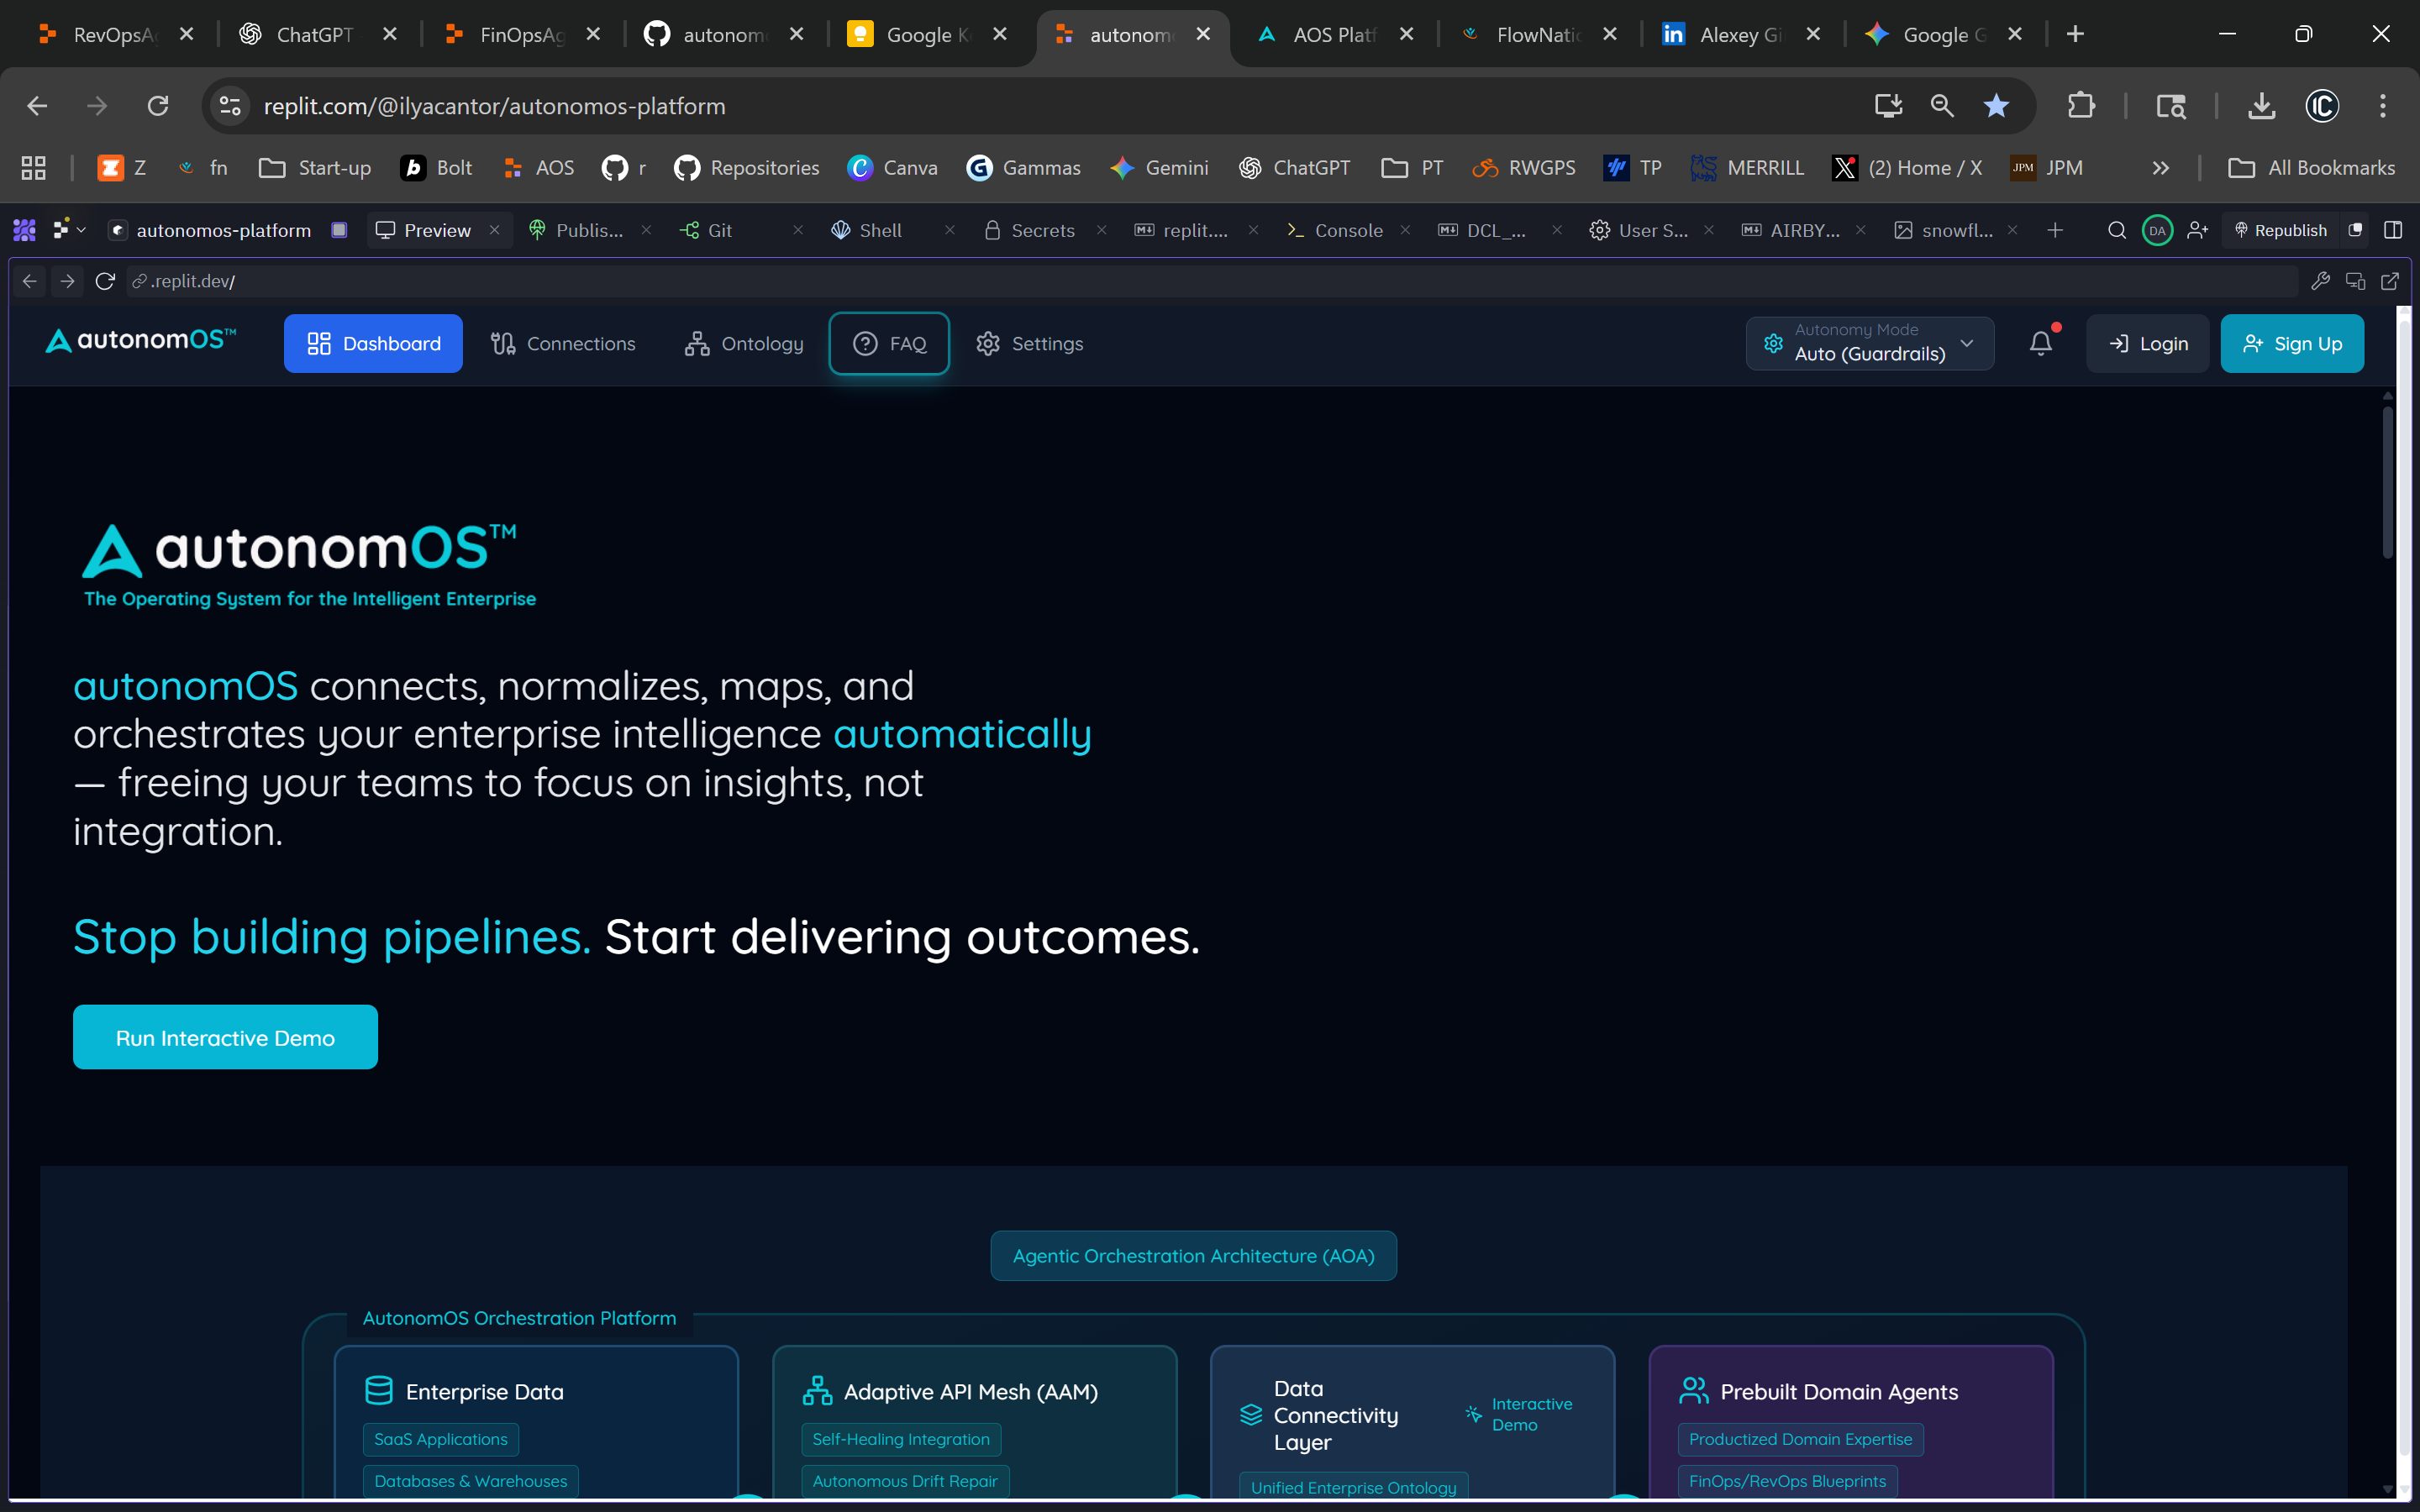 RevOpsA
ChatGPT
FinOpsAg
autonom
Google K
autonom
AOS Platf
FlowNati
in Alexey Gi
Google G
replit.com/@ilyacantor/autonomos-platform
IC
Z
fn
Start-up
b Bolt
AOS
r
Repositories
Canva
Gammas
Gemini
ChatGPT
PT
RWGPS
TP
MERRILL
(2) Home / X
JPM JPM
All Bookmarks
autonomos-platform
Preview
Publis...
Git
Shell
Secrets
replit....
Console
DCL_...
User S...
AIRBY...
snowfl...
DA
Republish
.replit.dev/
autonomOS™
Dashboard
Connections
Ontology
FAQ
Settings
Autonomy Mode
Auto (Guardrails)
Login
Sign Up
autonomOS™
The Operating System for the Intelligent Enterprise
autonomOS connects, normalizes, maps, and
orchestrates your enterprise intelligence automatically
— freeing your teams to focus on insights, not
integration.
Stop building pipelines. Start delivering outcomes.
Run Interactive Demo
Agentic Orchestration Architecture (AOA)
AutonomOS Orchestration Platform
Enterprise Data
SaaS Applications
Databases & Warehouses
Adaptive API Mesh (AAM)
Self-Healing Integration
Autonomous Drift Repair
Data
Connectivity
Layer
Interactive
Demo
Unified Enterprise Ontology
Prebuilt Domain Agents
Productized Domain Expertise
FinOps/RevOps Blueprints